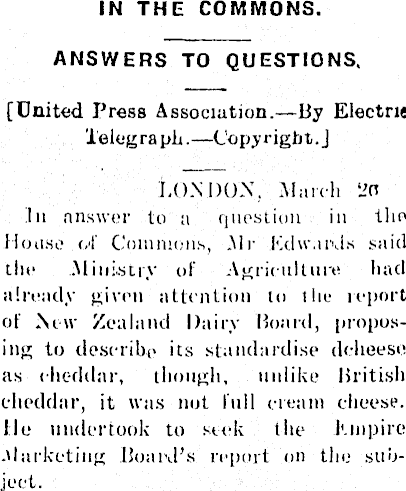 IN THE COMMONS.
ANSWERS TO QUESTIONS.
[United Press Association.—By Electric
Telegraph.—Copyright.]
LONDON, March 26
In answer to a question in the
House of Commons, Mr Edwards said
the Ministry of Agriculture had
already given attention to the report
of New Zealand Dairy Board, propos-
ing to describe its standardise dcheese
as cheddar, though, unlike British
cheddar, it was not full cream cheese.
He undertook to seek the Empire
Marketing Board's report on the sub-
ject.